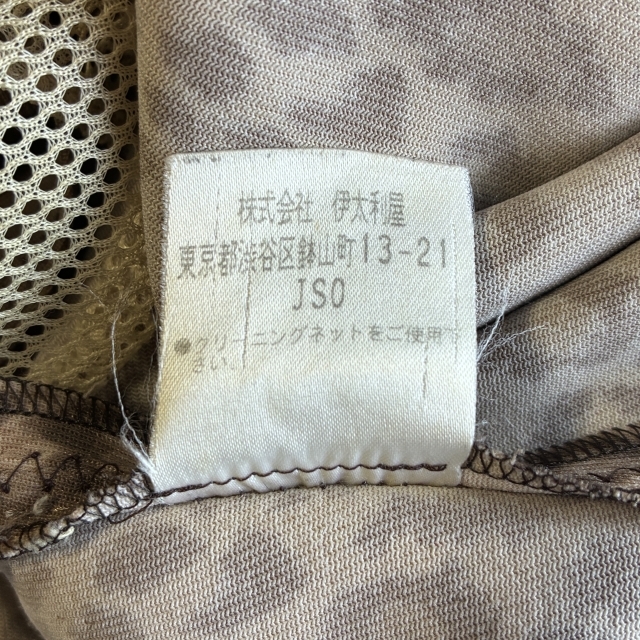 株式会社 伊太利屋
東京都渋谷区鉢山町13-21
JSO
●クリーニングネットをご使用下
さい。